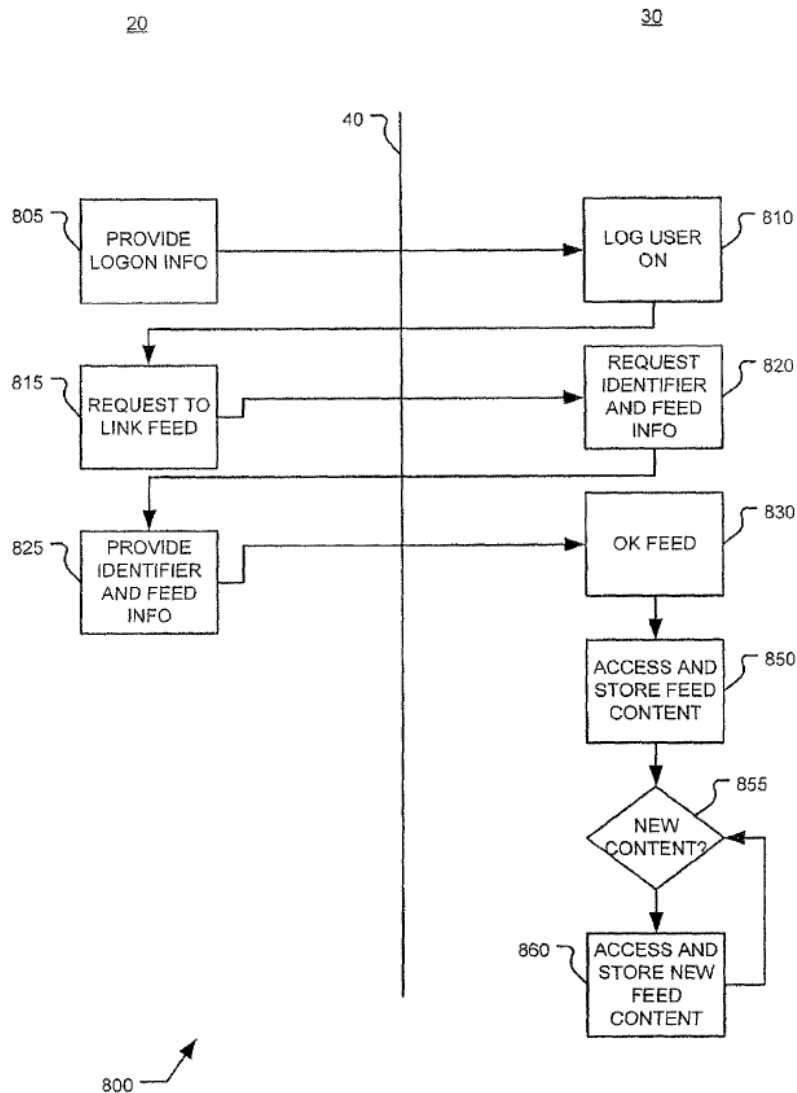 20
30
40
805
PROVIDE
LOGON INFO
LOG USER
ON
810
815
REQUEST TO
LINK FEED
REQUEST
IDENTIFIER
AND FEED
INFO
820
825
PROVIDE
IDENTIFIER
AND FEED
INFO
OK FEED
830
ACCESS AND
STORE FEED
CONTENT
850
NEW
CONTENT?
855
860
ACCESS AND
STORE NEW
FEED
CONTENT
800